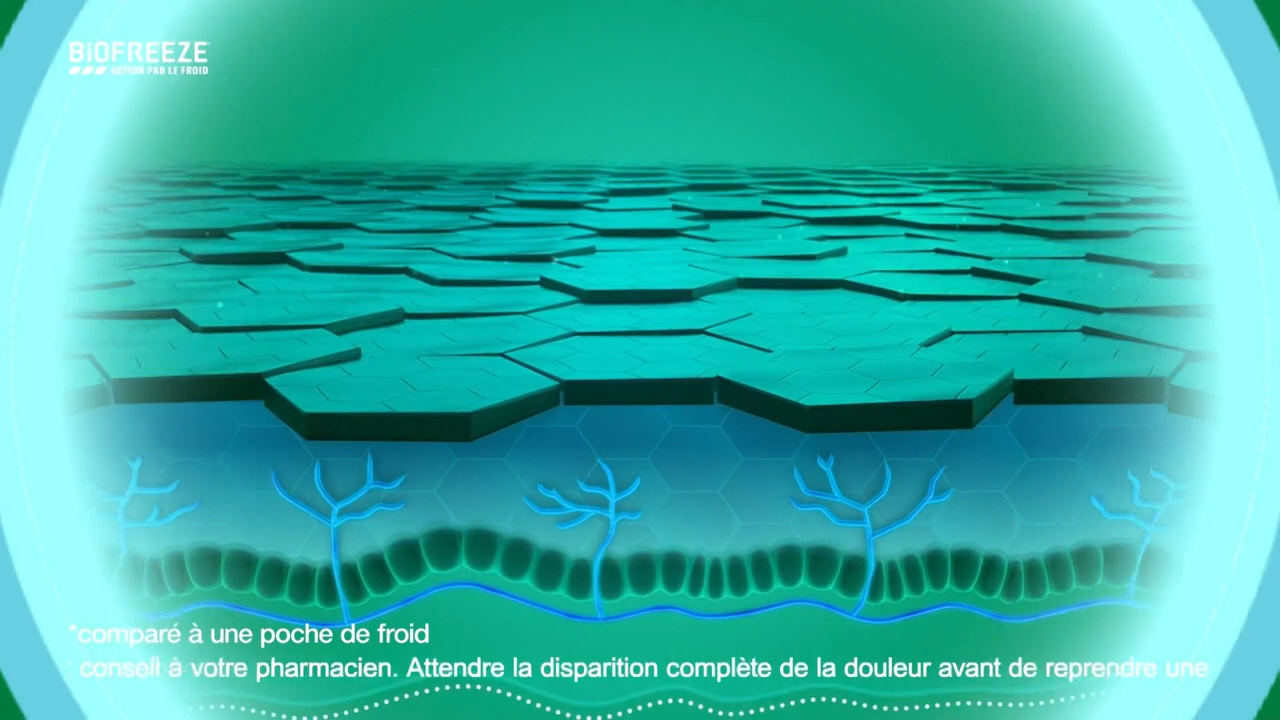 BIOFREEZE
ACTION PAR LE FROID
*comparé à une poche de froid
conseil à votre pharmacien. Attendre la disparition complète de la douleur avant de reprendre une